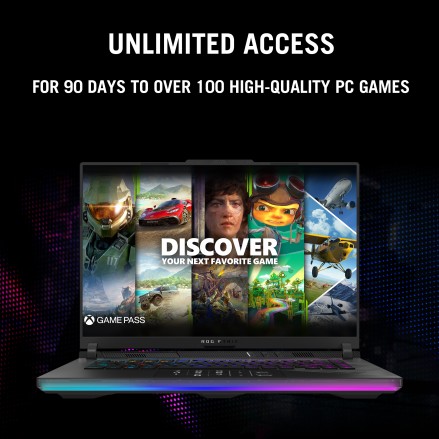 UNLIMITED ACCESS
FOR 90 DAYS TO OVER 100 HIGH-QUALITY PC GAMES
DISCOVER
YOUR NEXT FAVORITE GAME
GAME PASS